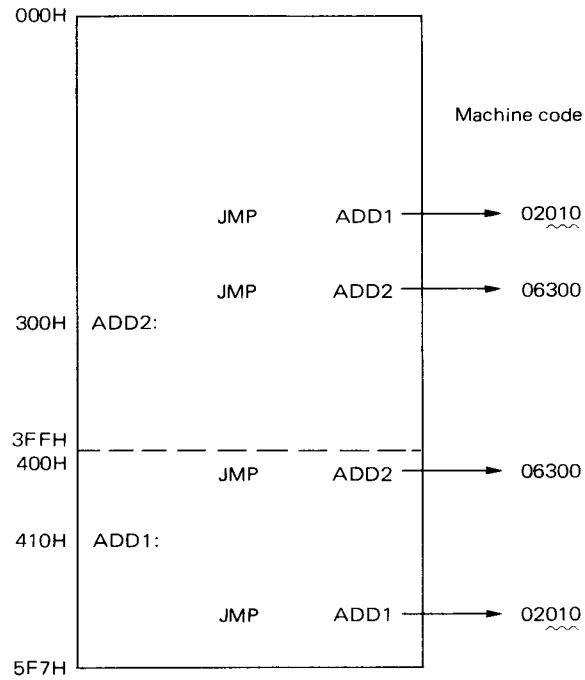 000H
Machine code
JMP ADD1 02010
JMP ADD2 06300
300H ADD2:
3FFH
400H
JMP ADD2 06300
410H ADD1:
JMP ADD1 02010
5F7H